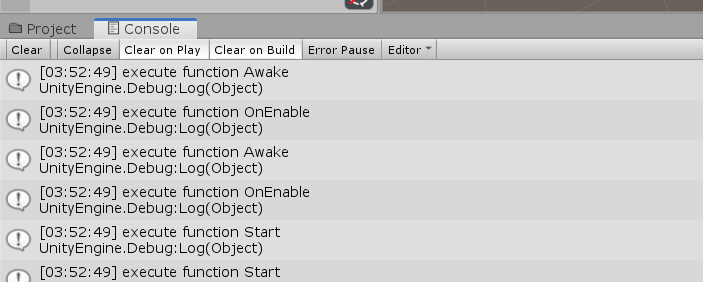 Project
Console
Clear
Collapse
Clear on Play
Clear on Build
Error Pause
Editor
[03:52:49] execute function Awake
UnityEngine.Debug:Log(Object)
[03:52:49] execute function OnEnable
UnityEngine.Debug:Log(Object)
[03:52:49] execute function Awake
UnityEngine.Debug:Log(Object)
[03:52:49] execute function OnEnable
UnityEngine.Debug:Log(Object)
[03:52:49] execute function Start
UnityEngine.Debug:Log(Object)
[03:52:49] execute function Start